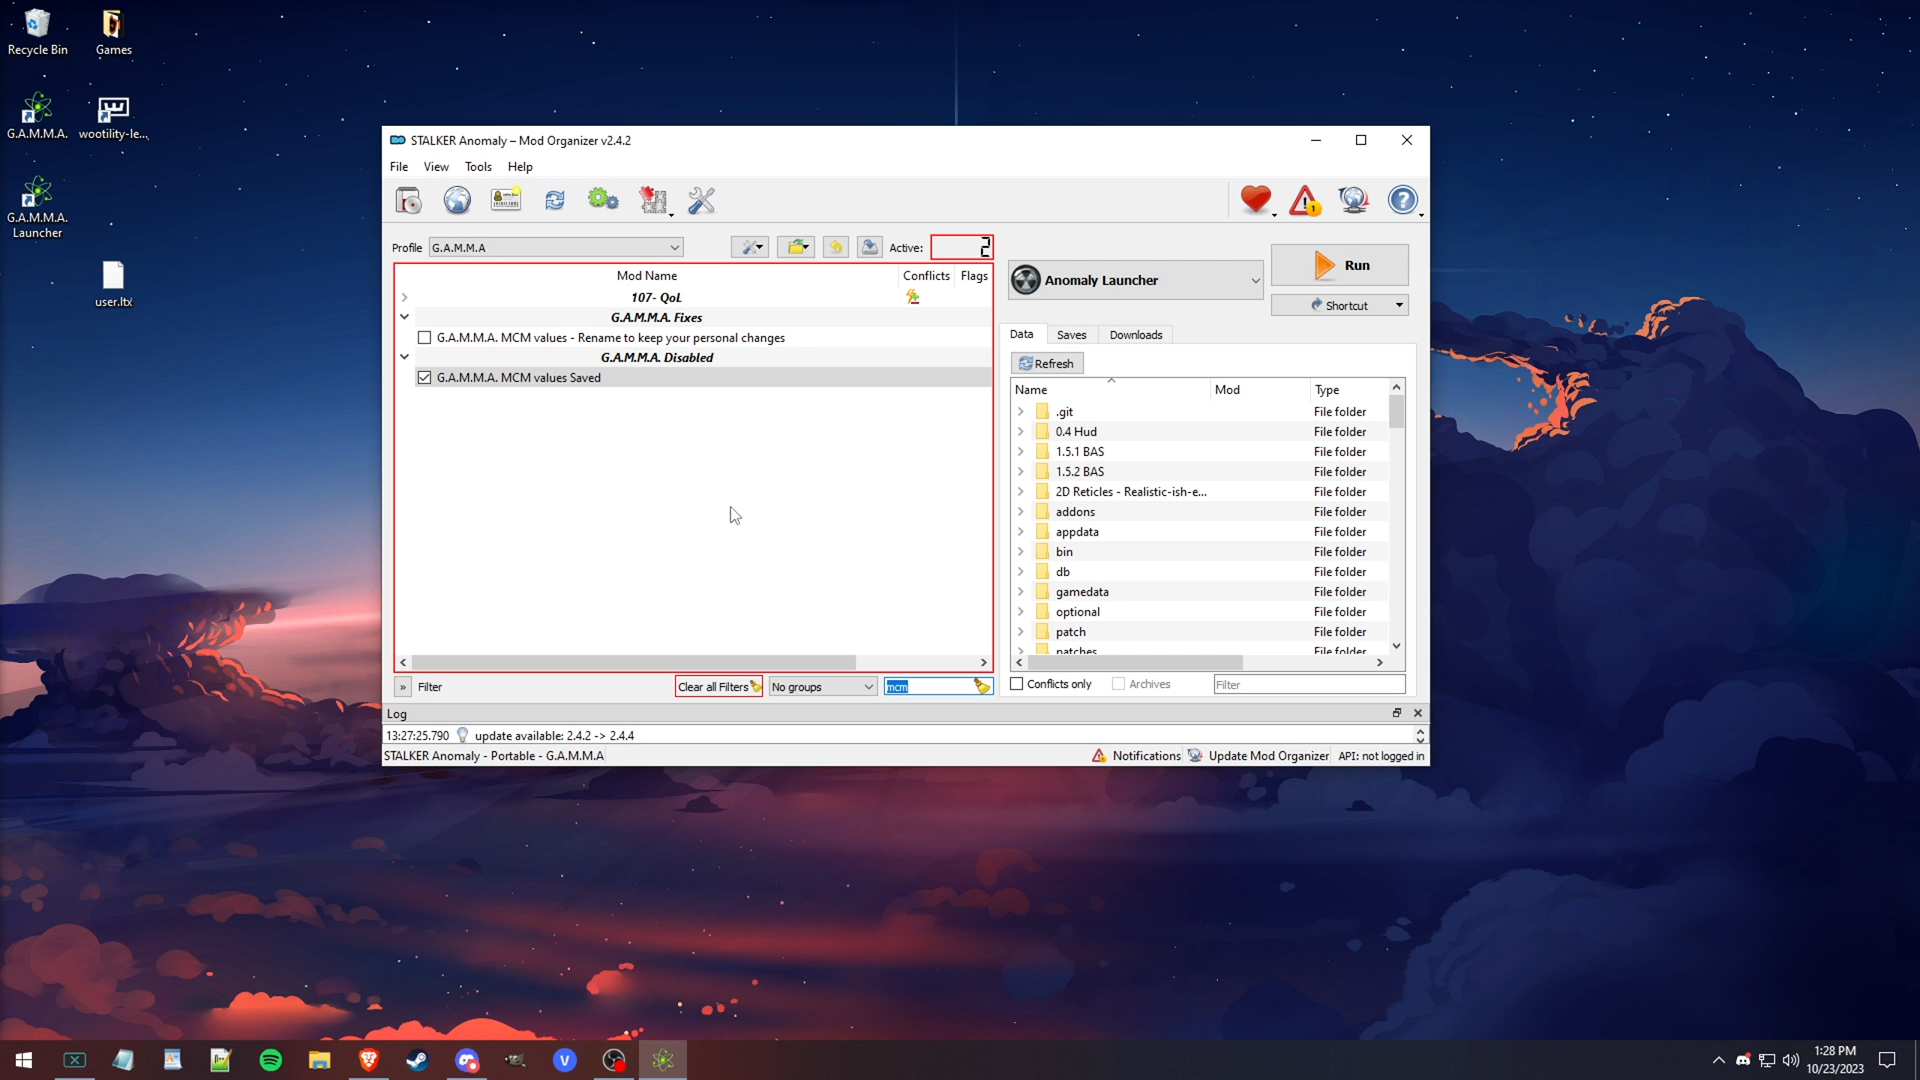 Recycle Bin
Games
G.A.M.M.A.
wootility-le...
G.A.M.M.A.
Launcher
user.ltx
STALKER Anomaly – Mod Organizer v2.4.2
File View Tools Help
Profile G.A.M.M.A Active: 2
Mod Name Conflicts Flags
107- QoL
G.A.M.M.A. Fixes
G.A.M.M.A. MCM values - Rename to keep your personal changes
G.A.M.M.A. Disabled
G.A.M.M.A. MCM values Saved
» Filter Clear all Filters No groups mcm
Anomaly Launcher
Run
Shortcut
Data Saves Downloads
Refresh
Name Mod Type
.git File folder
0.4 Hud File folder
1.5.1 BAS File folder
1.5.2 BAS File folder
2D Reticles - Realistic-ish-e... File folder
addons File folder
appdata File folder
bin File folder
db File folder
gamedata File folder
optional File folder
patch File folder
patches File folder
Conflicts only Archives Filter
Log
13:27:25.790 update available: 2.4.2 -> 2.4.4
STALKER Anomaly - Portable - G.A.M.M.A Notifications Update Mod Organizer API: not logged in
1:28 PM
10/23/2023